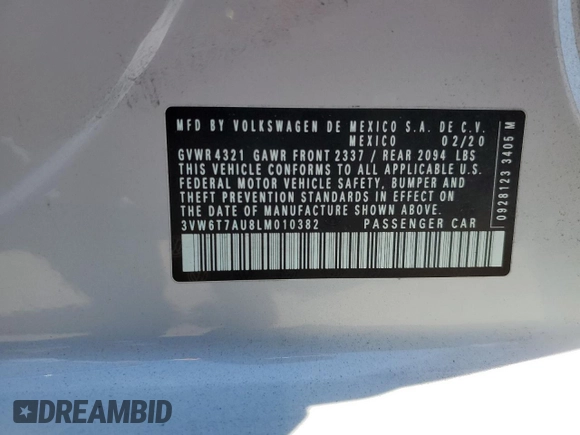 MFD BY VOLKSWAGEN DE MEXICO S.A. DE C.V.
MEXICO 02/20
GVWR 4321 GAWR FRONT 2337 / REAR 2094 LBS
THIS VEHICLE CONFORMS TO ALL APPLICABLE U.S.
FEDERAL MOTOR VEHICLE SAFETY, BUMPER AND
THEFT PREVENTION STANDARDS IN EFFECT ON
THE DATE OF MANUFACTURE SHOWN ABOVE.
3VW6T7AU8LM010382 PASSENGER CAR
0928123 3405 M
DREAMBID